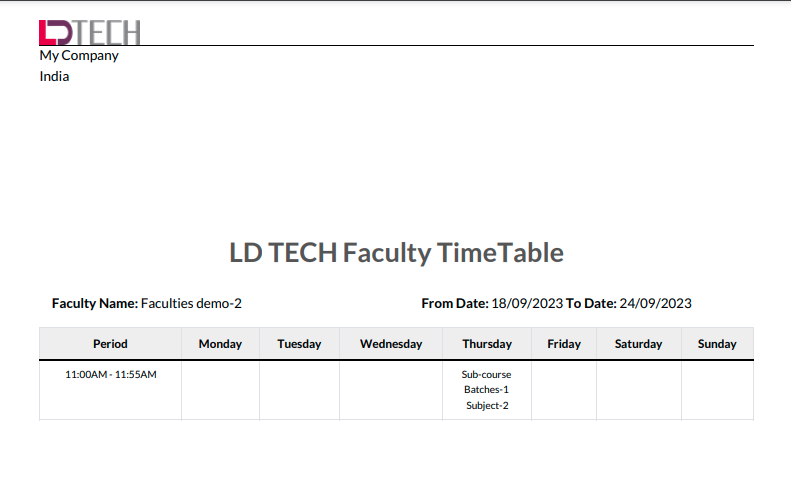 LDTECH
My Company
India
LD TECH Faculty TimeTable
Faculty Name: Faculties demo-2 From Date: 18/09/2023 To Date: 24/09/2023
Period Monday Tuesday Wednesday Thursday Friday Saturday Sunday
11:00AM - 11:55AM Sub-course
Batches-1
Subject-2